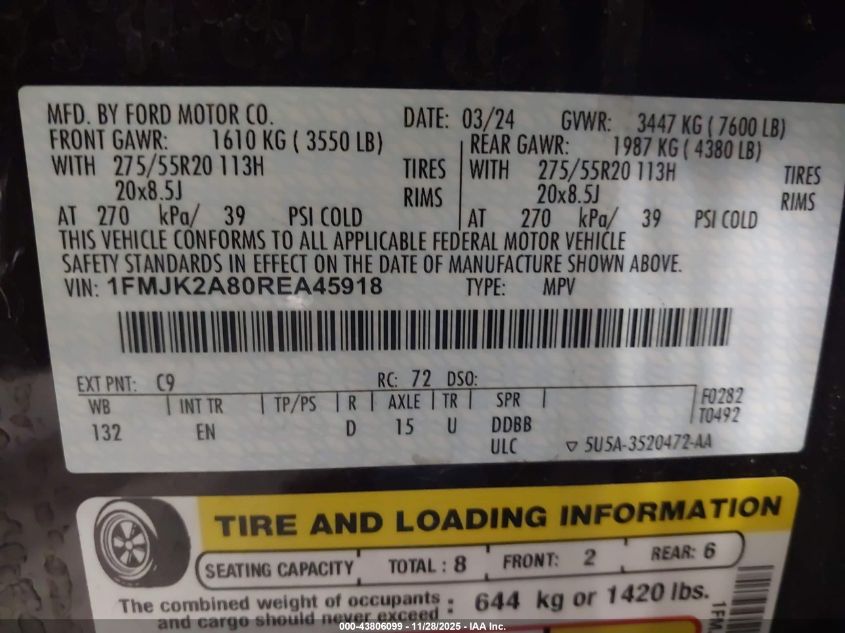 MFD. BY FORD MOTOR CO. DATE: 03/24 GVWR: 3447 KG ( 7600 LB)
FRONT GAWR: 1610 KG ( 3550 LB) REAR GAWR: 1987 KG ( 4380 LB)
WITH 275/55R20 113H TIRES WITH 275/55R20 113H TIRES
20x8.5J RIMS 20x8.5J RIMS
AT 270 kPa/ 39 PSI COLD AT 270 kPa/ 39 PSI COLD
THIS VEHICLE CONFORMS TO ALL APPLICABLE FEDERAL MOTOR VEHICLE
SAFETY STANDARDS IN EFFECT ON THE DATE OF MANUFACTURE SHOWN ABOVE.
VIN: 1FMJK2A80REA45918 TYPE: MPV
EXT PNT: C9 RC: 72 DSO:
WB INT TR TP/PS R AXLE TR SPR F0282
T0492
132 EN D 15 U DDBB
ULC 5U5A-3520472-AA
TIRE AND LOADING INFORMATION
SEATING CAPACITY TOTAL : 8 FRONT: 2 REAR: 6
The combined weight of occupants : 644 kg or 1420 lbs.
and cargo should never exceed
1FM
000-43806099 - 11/28/2025 - IAA Inc.